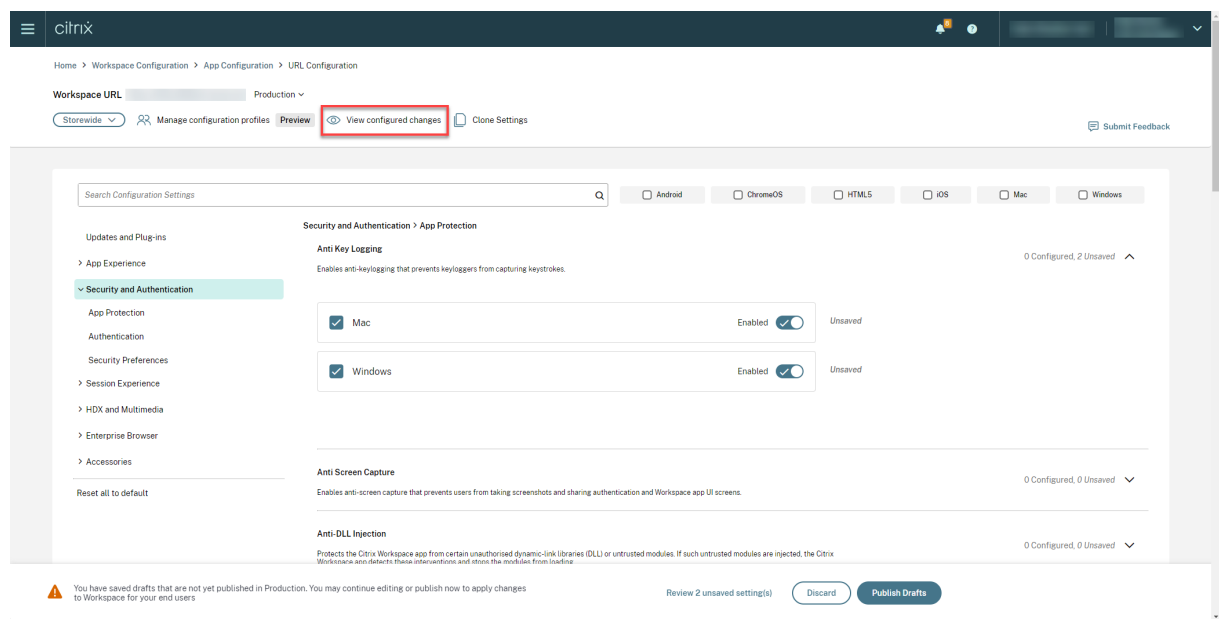 citrix
8
?
Home > Workspace Configuration > App Configuration > URL Configuration
Workspace URL
Production
Storewide
Manage configuration profiles
Preview
View configured changes
Clone Settings
Submit Feedback
Search Configuration Settings
Android
ChromeOS
HTML5
iOS
Mac
Windows
Updates and Plug-ins
App Experience
Security and Authentication
App Protection
Authentication
Security Preferences
Session Experience
HDX and Multimedia
Enterprise Browser
Accessories
Reset all to default
Security and Authentication > App Protection
Anti Key Logging
Enables anti-keylogging that prevents keyloggers from capturing keystrokes.
0 Configured, 2 Unsaved
Mac
Enabled
Unsaved
Windows
Enabled
Unsaved
Anti Screen Capture
Enables anti-screen capture that prevents users from taking screenshots and sharing authentication and Workspace app UI screens.
0 Configured, 0 Unsaved
Anti-DLL Injection
Protects the Citrix Workspace app from certain unauthorised dynamic-link libraries (DLL) or untrusted modules. If such untrusted modules are injected, the Citrix
Workspace app detects these interventions and stops the modules from loading.
0 Configured, 0 Unsaved
You have saved drafts that are not yet published in Production. You may continue editing or publish now to apply changes
to Workspace for your end users
Review 2 unsaved setting(s)
Discard
Publish Drafts